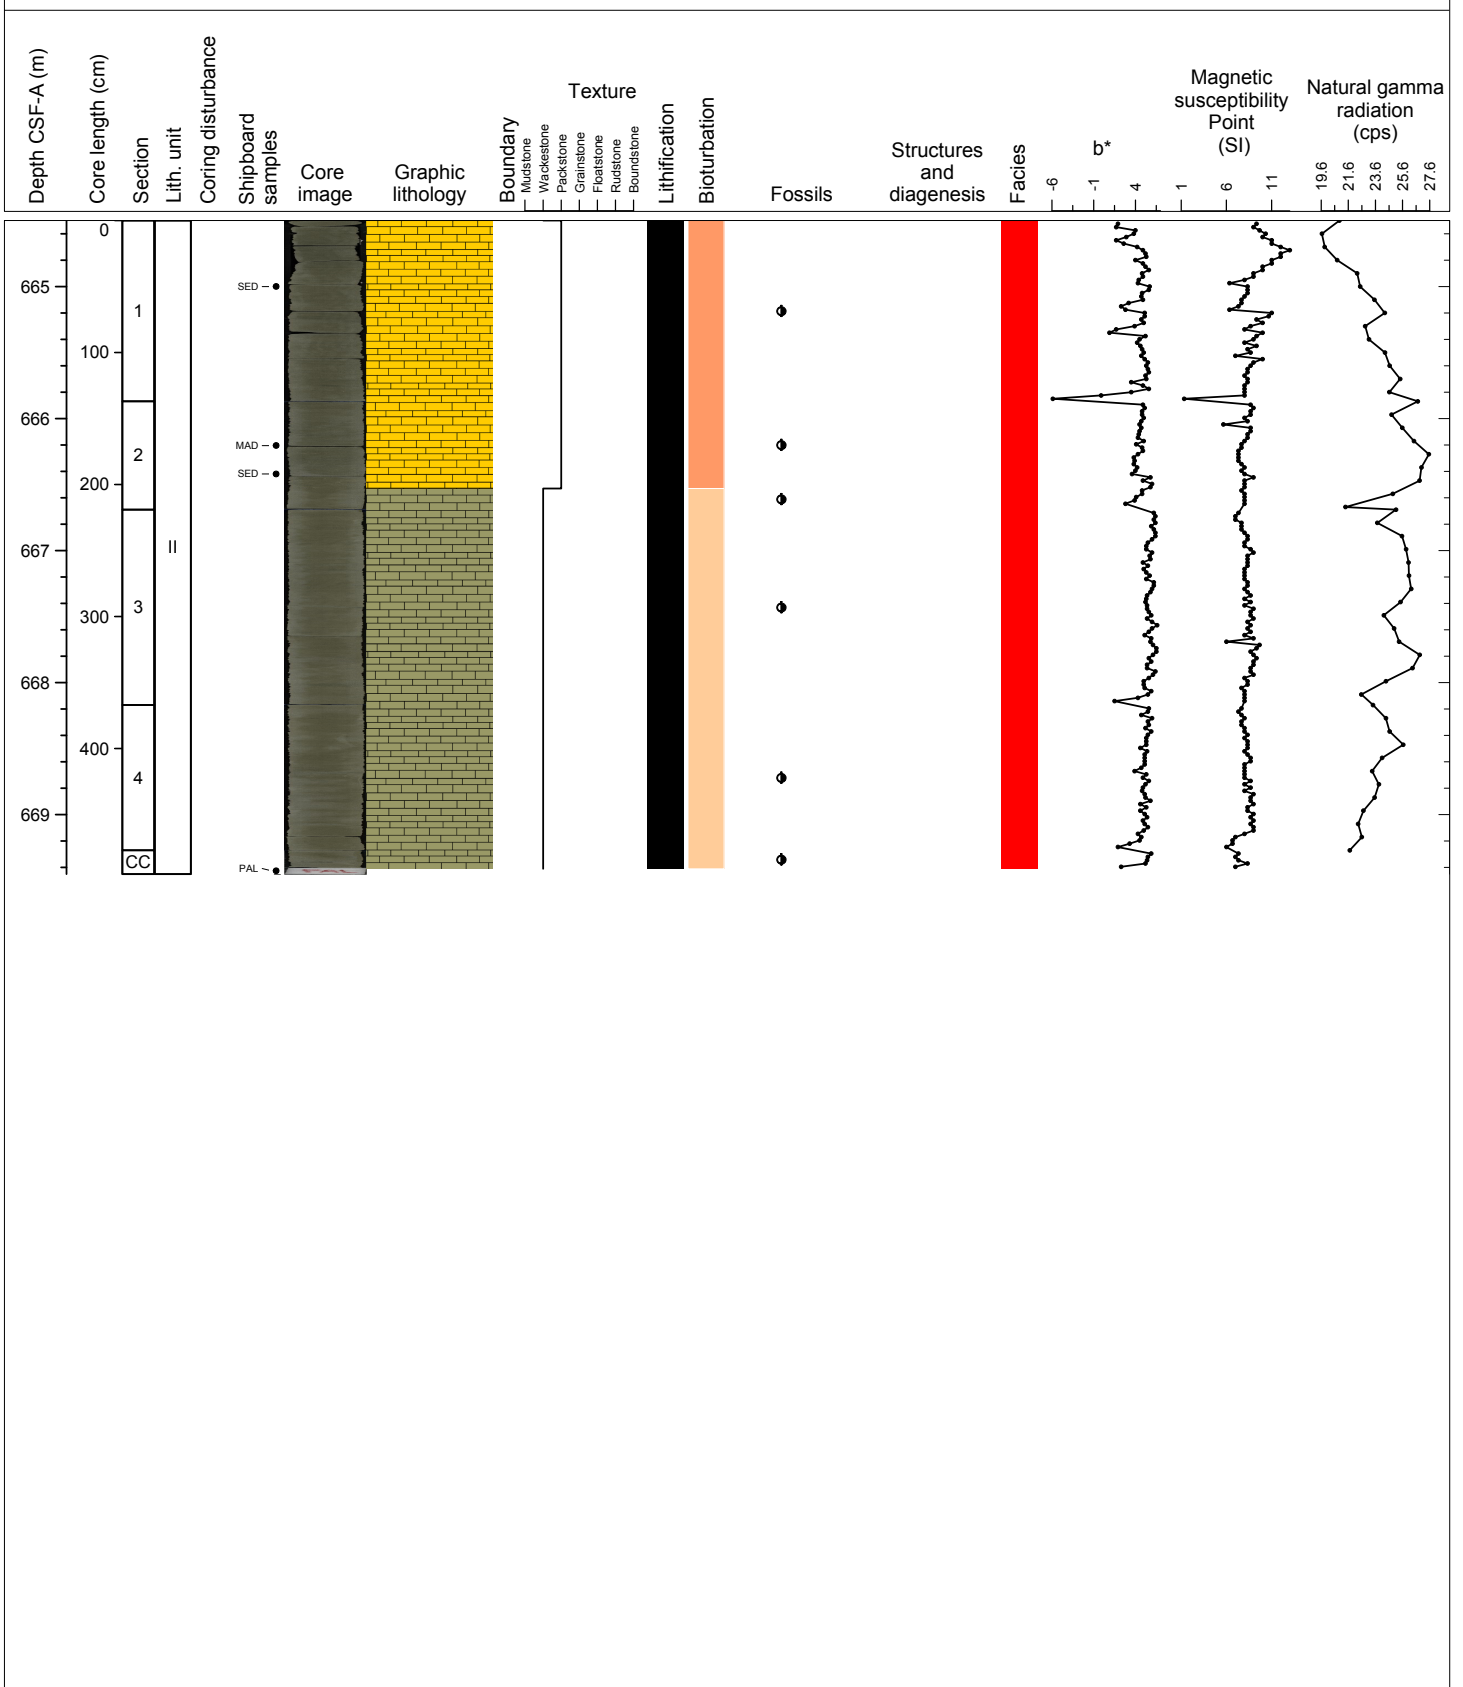 Depth CSF-A (m)
Core length (cm)
Section
Lith. unit
Coring disturbance
Shipboard
samples
Core
image
Graphic
lithology
Boundary
Texture
Mudstone
Wackestone
Packstone
Grainstone
Floatstone
Rudstone
Boundstone
Lithification
Bioturbation
Fossils
Structures
and
diagenesis
Facies
b*
-6
-1
4
Magnetic
susceptibility
Point
(SI)
1
6
11
Natural gamma
radiation
(cps)
19.6
21.6
23.6
25.6
27.6
0
665
SED
1
100
666
MAD
2
SED
200
667
II
3
300
668
400
4
669
CC
PAL
PAL